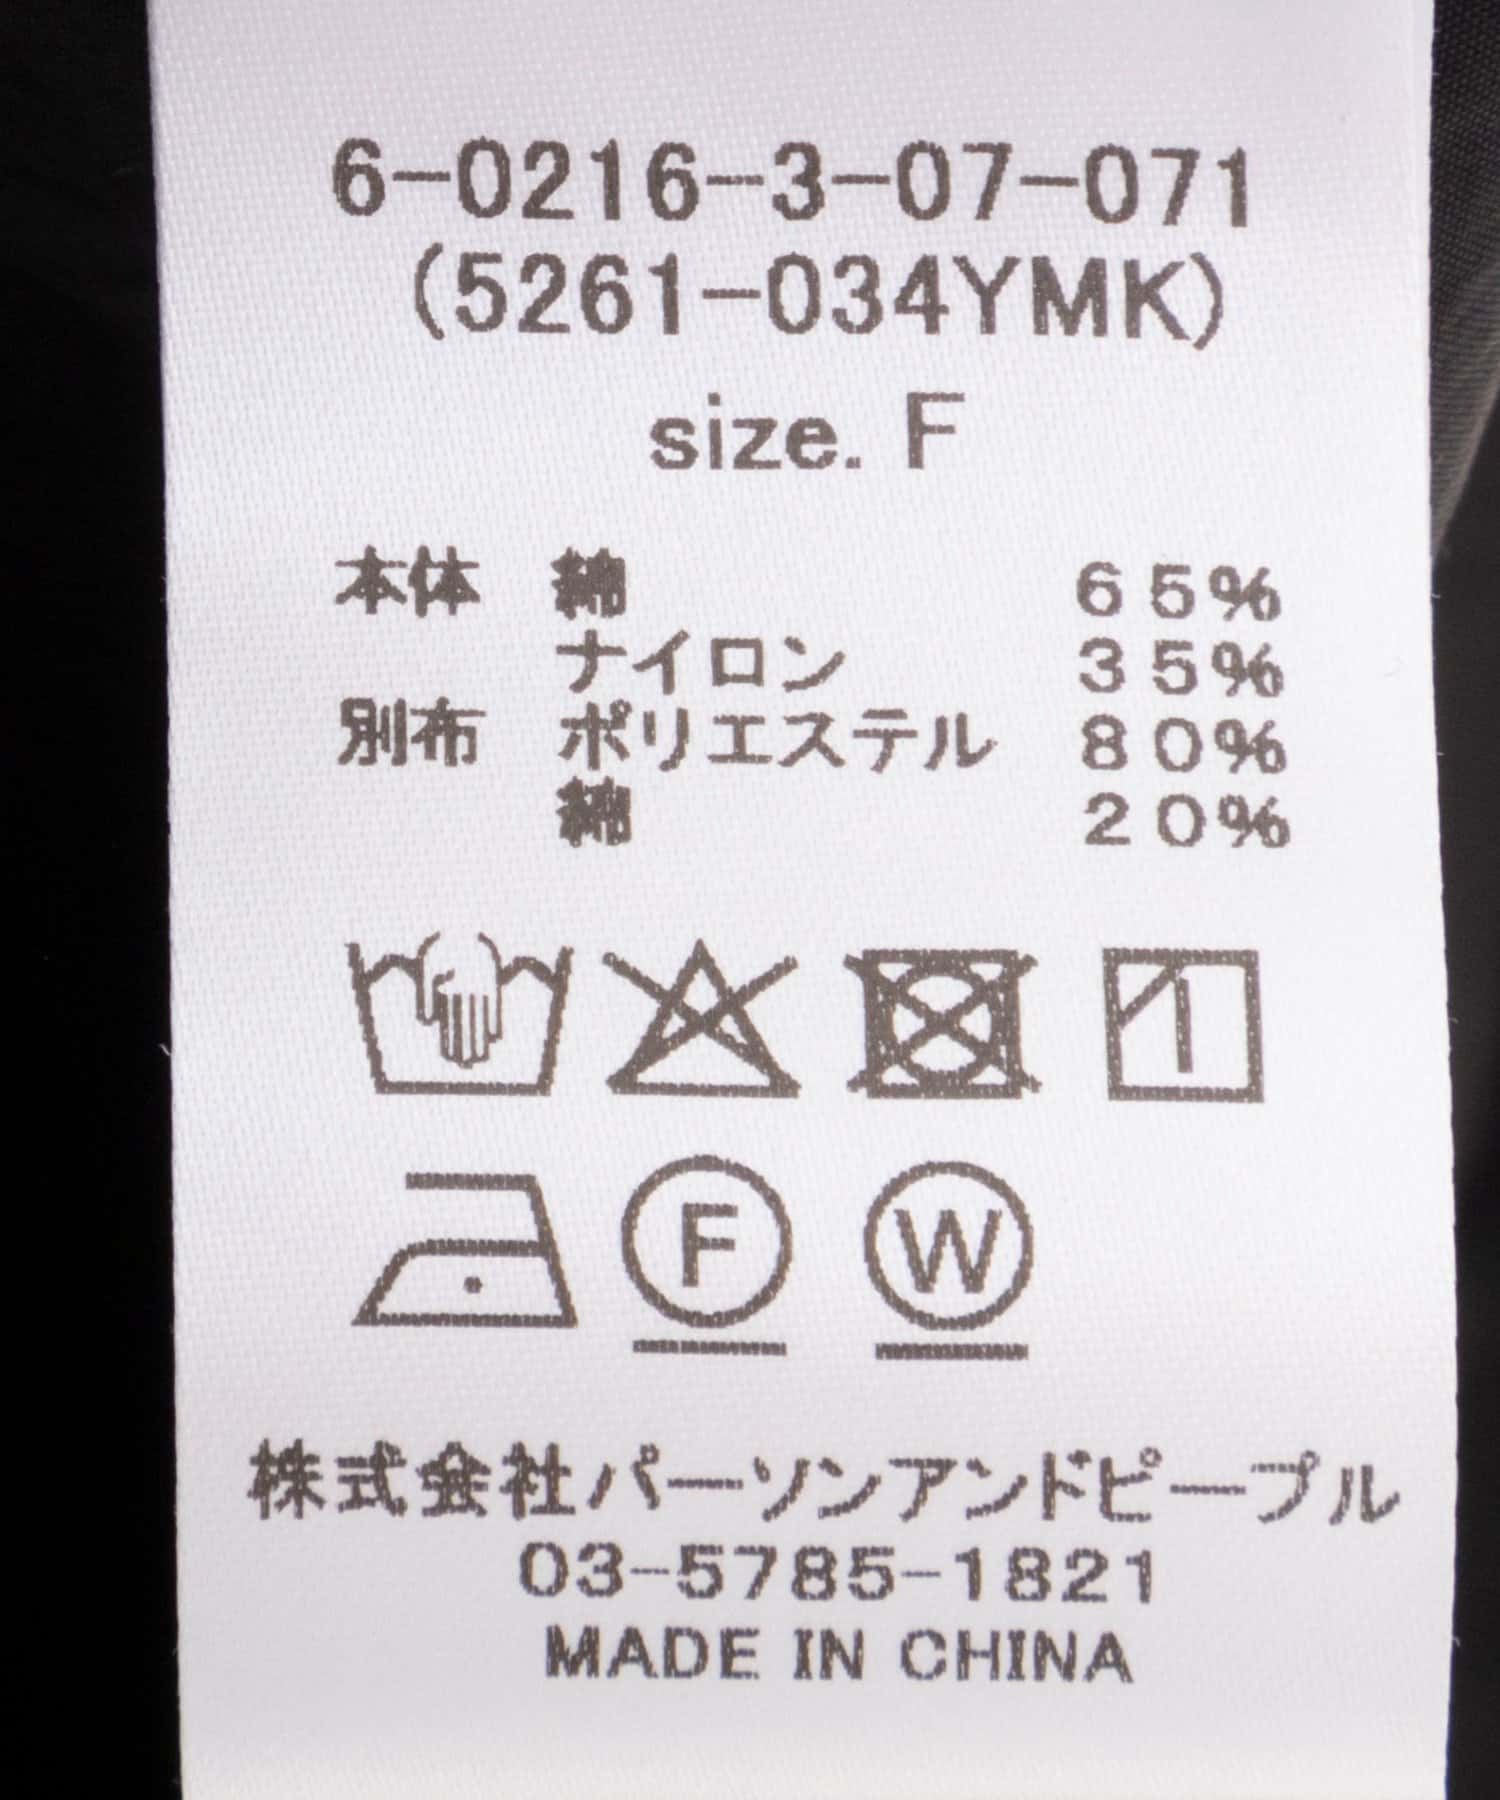 6-0216-3-07-071
(5261-034YMK)
size. F
本体 綿 65%
ナイロン 35%
別布 ポリエステル 80%
綿 20%
F W
株式会社パーソンアンドピープル
03-5785-1821
MADE IN CHINA